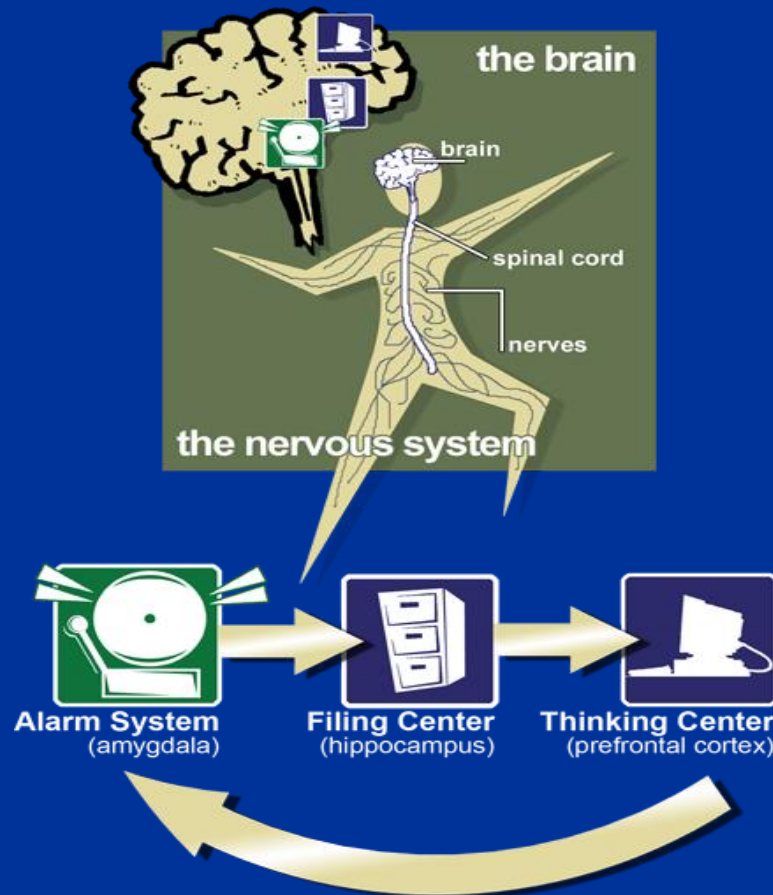 the brain
brain
spinal cord
nerves
the nervous system
Alarm System
(amygdala)
Filing Center
(hippocampus)
Thinking Center
(prefrontal cortex)